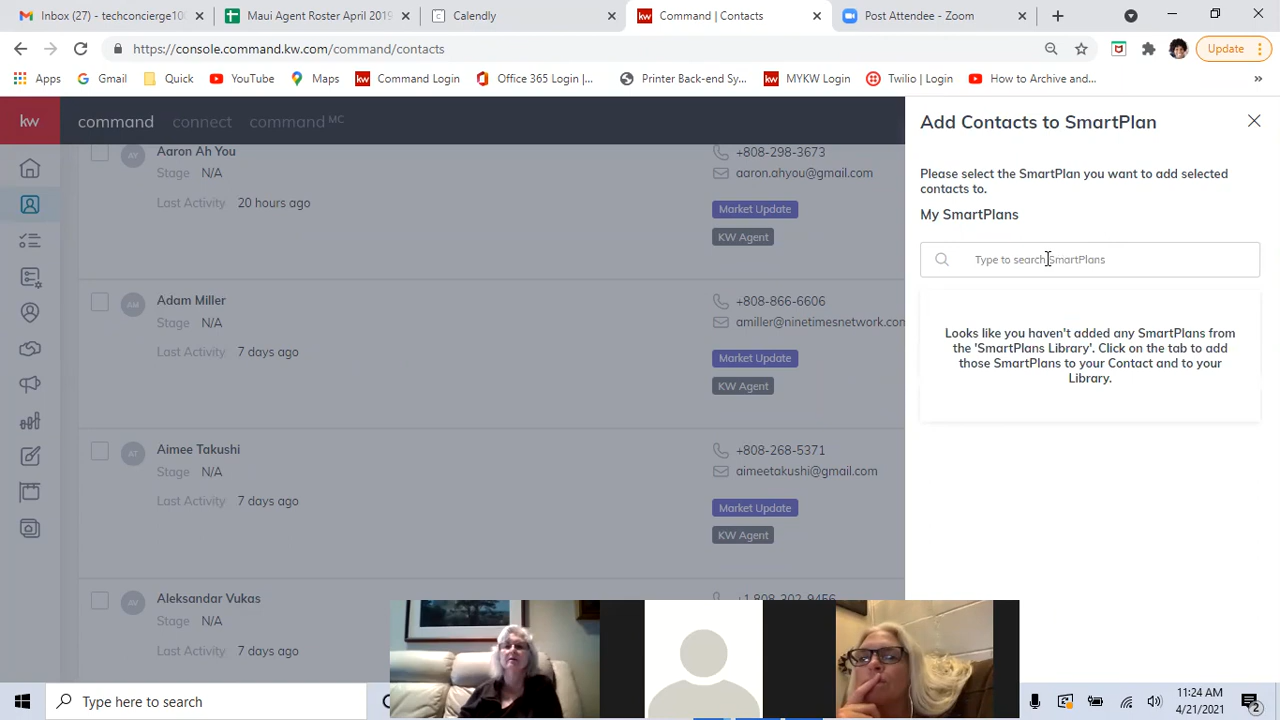 Inbox (27) - techconcierge10
Maui Agent Roster April 2
Calendly
Command | Contacts
Post Attendee - Zoom
https://console.command.kw.com/command/contacts
Update
Apps
Gmail
Quick
YouTube
Maps
Command Login
Office 365 Login |...
Printer Back-end Sy...
MYKW Login
Twilio | Login
How to Archive and...
»
kw
command
connect
command MC
Aaron Ah You
Stage N/A
Last Activity 20 hours ago
+808-298-3673
aaron.ahyou@gmail.com
Market Update
KW Agent
Adam Miller
Stage N/A
Last Activity 7 days ago
+808-866-6606
amiller@ninetimesnetwork.con
Market Update
KW Agent
Aimee Takushi
Stage N/A
Last Activity 7 days ago
+808-268-5371
aimeetakushi@gmail.com
Market Update
KW Agent
Aleksandar Vukas
Stage N/A
Last Activity 7 days ago
+1 808-302-9456
Add Contacts to SmartPlan
Please select the SmartPlan you want to add selected
contacts to.
My SmartPlans
Type to search SmartPlans
Looks like you haven't added any SmartPlans from
the 'SmartPlans Library'. Click on the tab to add
those SmartPlans to your Contact and to your
Library.
Type here to search
11:24 AM
4/21/2021
2